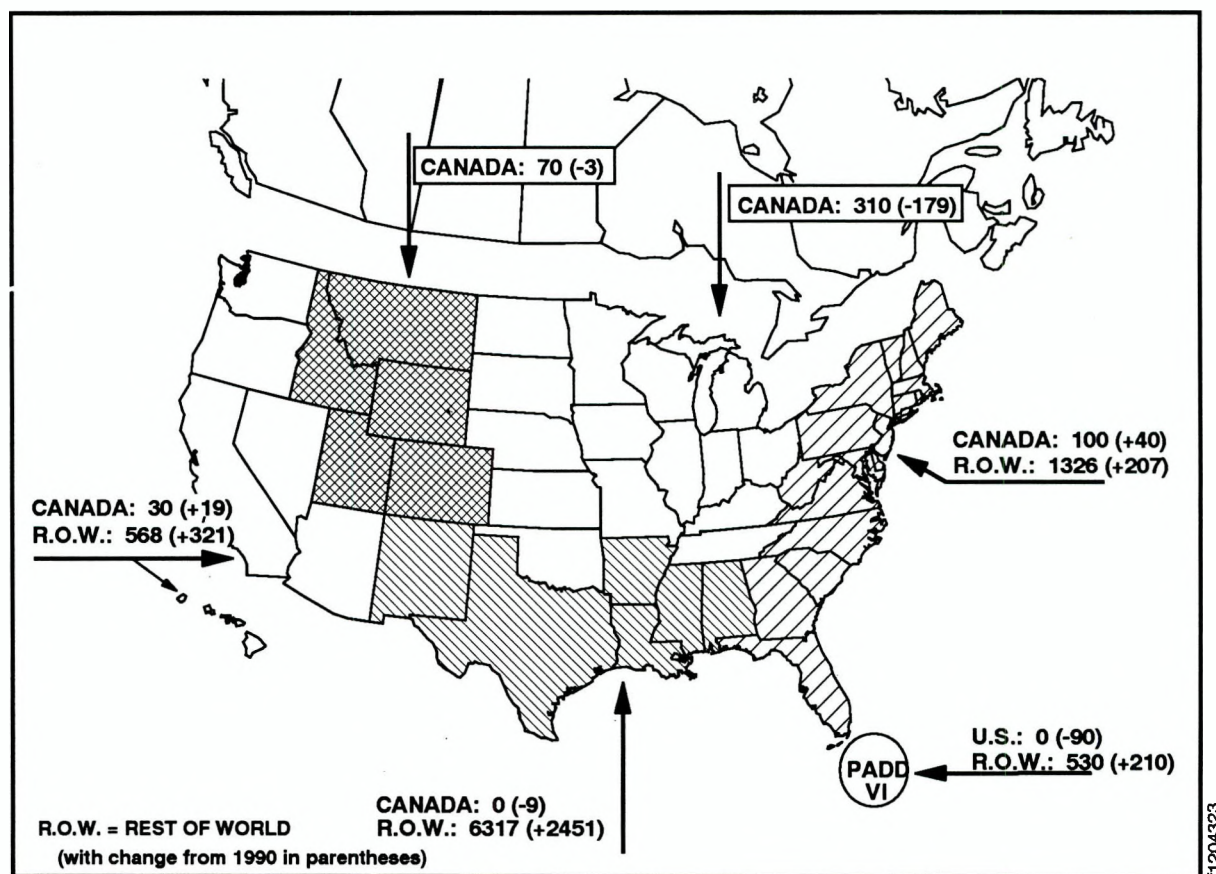 CANADA: 70 (-3)
CANADA: 310 (-179)
CANADA: 100 (+40)
R.O.W.: 1326 (+207)
CANADA: 30 (+19)
R.O.W.: 568 (+321)
U.S.: 0 (-90)
R.O.W.: 530 (+210)
PADD
VI
CANADA: 0 (-9)
R.O.W.: 6317 (+2451)
R.O.W. = REST OF WORLD
(with change from 1990 in parentheses)